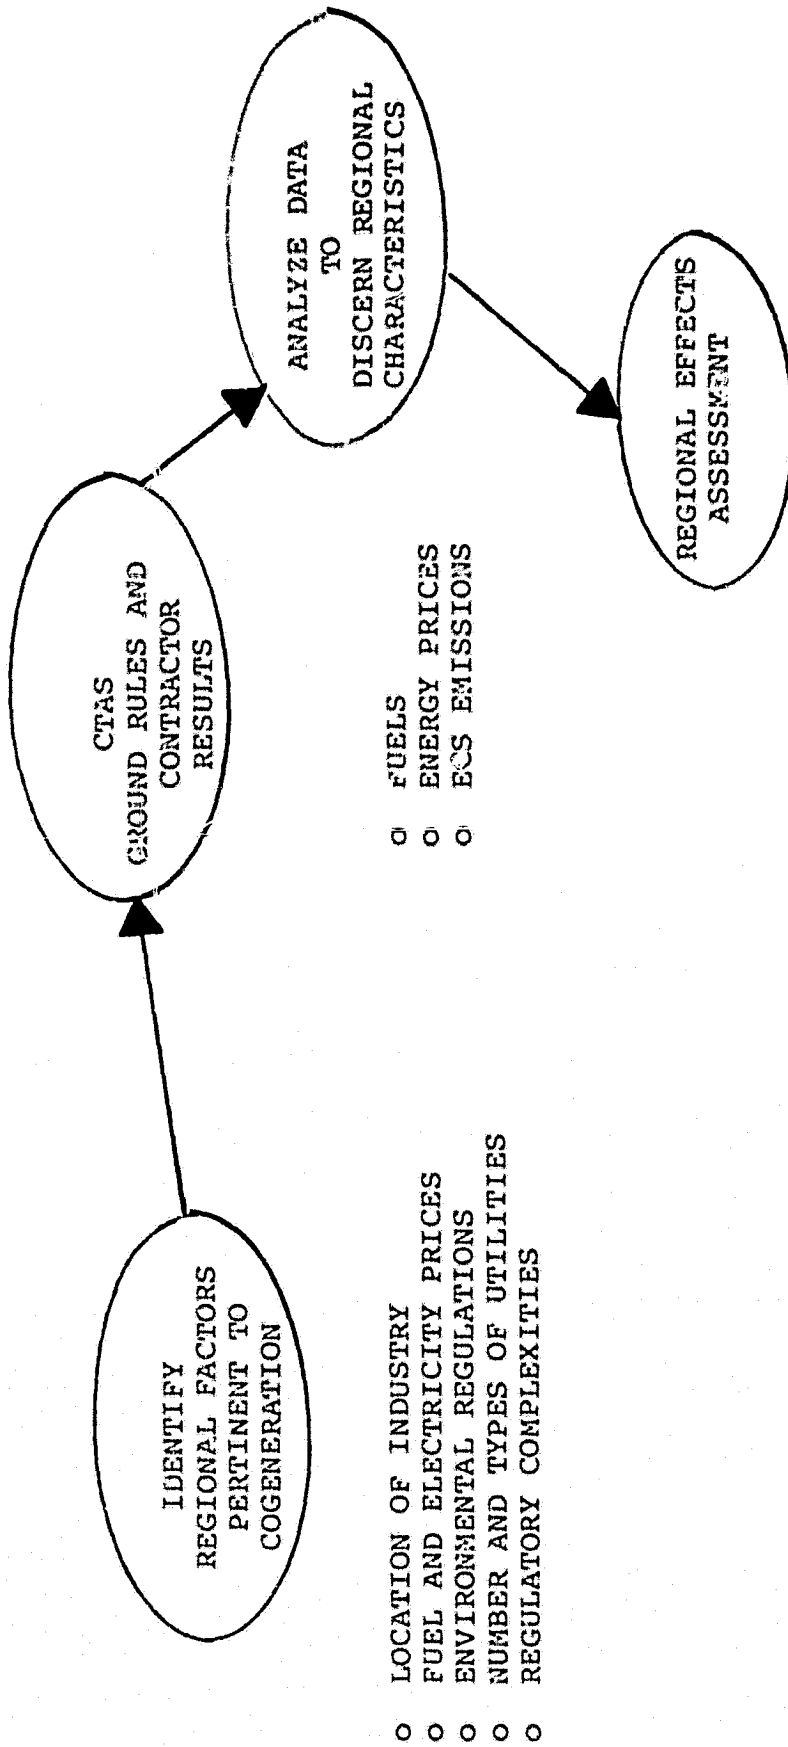 IDENTIFY
REGIONAL FACTORS
PERTINENT TO
COGENERATION
o LOCATION OF INDUSTRY
o FUEL AND ELECTRICITY PRICES
o ENVIRONMENTAL REGULATIONS
o NUMBER AND TYPES OF UTILITIES
o REGULATORY COMPLEXITIES
CTAS
GROUND RULES AND
CONTRACTOR
RESULTS
o FUELS
o ENERGY PRICES
o ECS EMISSIONS
ANALYZE DATA
TO
DISCERN REGIONAL
CHARACTERISTICS
REGIONAL EFFECTS
ASSESSMENT